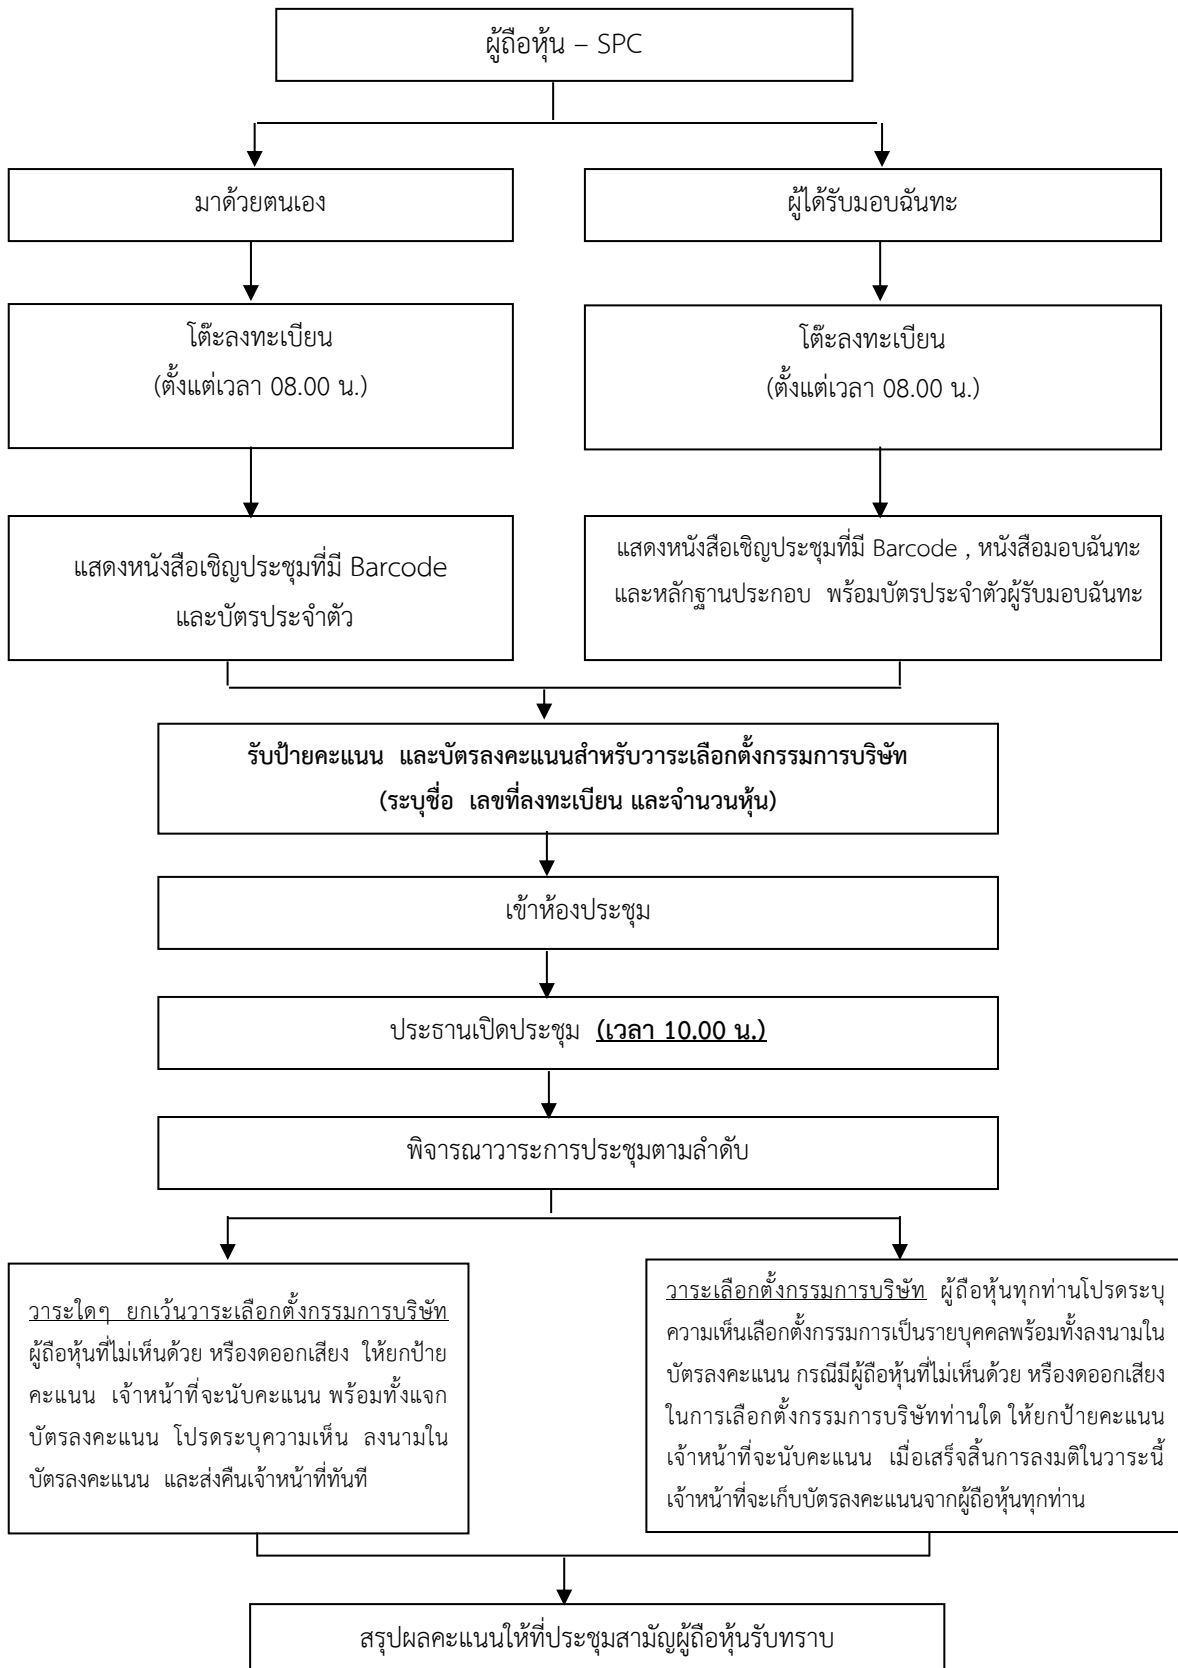 ผู้ถือหุ้น – SPC
มาด้วยตนเอง
ผู้ได้รับมอบฉันทะ
โต๊ะลงทะเบียน
(ตั้งแต่เวลา 08.00 น.)
โต๊ะลงทะเบียน
(ตั้งแต่เวลา 08.00 น.)
แสดงหนังสือเชิญประชุมที่มี Barcode
และบัตรประจำตัว
แสดงหนังสือเชิญประชุมที่มี Barcode , หนังสือมอบฉันทะ
และหลักฐานประกอบ พร้อมบัตรประจำตัวผู้รับมอบฉันทะ
รับป้ายคะแนน และบัตรลงคะแนนสำหรับวาระเลือกตั้งกรรมการบริษัท
(ระบุชื่อ เลขที่ลงทะเบียน และจำนวนหุ้น)
เข้าห้องประชุม
ประธานเปิดประชุม (เวลา 10.00 น.)
พิจารณาวาระการประชุมตามลำดับ
วาระใดๆ ยกเว้นวาระเลือกตั้งกรรมการบริษัท
ผู้ถือหุ้นที่ไม่เห็นด้วย หรืองดออกเสียง ให้ยกป้าย
คะแนน เจ้าหน้าที่จะนับคะแนน พร้อมทั้งแจก
บัตรลงคะแนน โปรดระบุความเห็น ลงนามใน
บัตรลงคะแนน และส่งคืนเจ้าหน้าที่ทันที
วาระเลือกตั้งกรรมการบริษัท ผู้ถือหุ้นทุกท่านโปรดระบุ
ความเห็นเลือกตั้งกรรมการเป็นรายบุคคลพร้อมทั้งลงนามใน
บัตรลงคะแนน กรณีมีผู้ถือหุ้นที่ไม่เห็นด้วย หรืองดออกเสียง
ในการเลือกตั้งกรรมการบริษัทท่านใด ให้ยกป้ายคะแนน
เจ้าหน้าที่จะนับคะแนน เมื่อเสร็จสิ้นการลงมติในวาระนี้
เจ้าหน้าที่จะเก็บบัตรลงคะแนนจากผู้ถือหุ้นทุกท่าน
สรุปผลคะแนนให้ที่ประชุมสามัญผู้ถือหุ้นรับทราบ